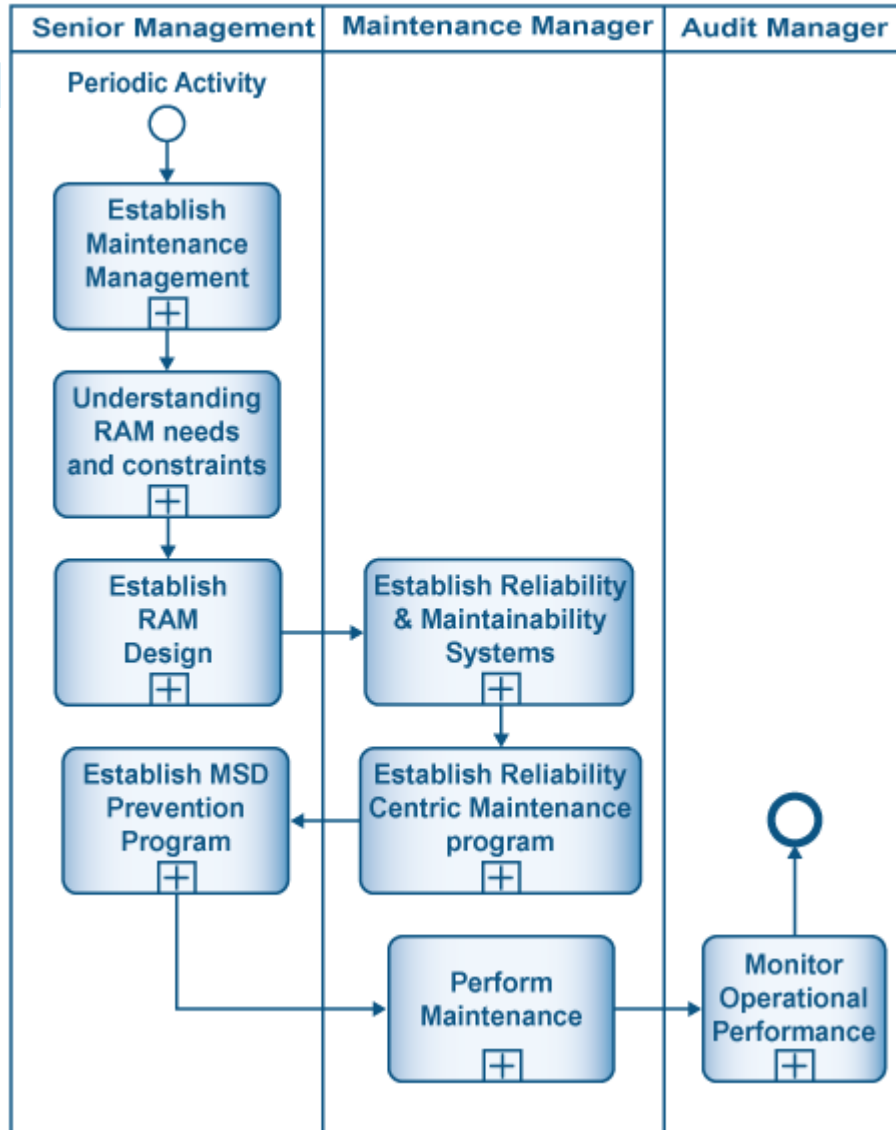 Senior Management
Maintenance Manager
Audit Manager
Periodic Activity
Establish
Maintenance
Management
Understanding
RAM needs
and constraints
Establish
RAM
Design
Establish Reliability
& Maintainability
Systems
Establish Reliability
Centric Maintenance
program
Establish MSD
Prevention
Program
Perform
Maintenance
Monitor
Operational
Performance